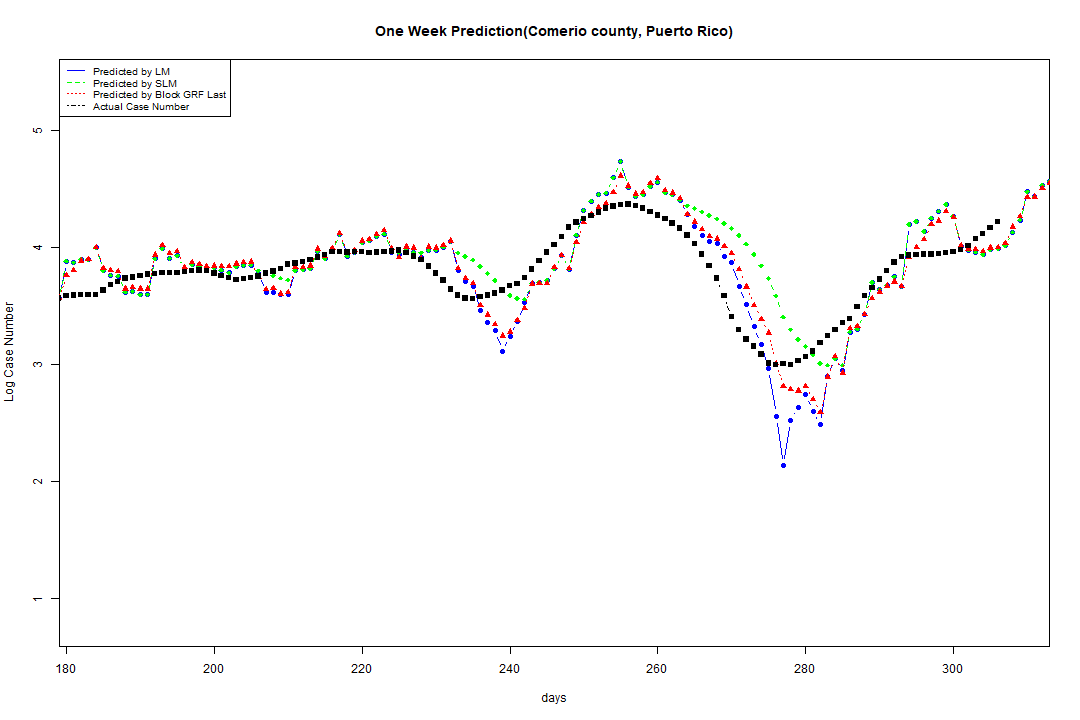 One Week Prediction(Comerio county, Puerto Rico)
Predicted by LM
Predicted by SLM
Predicted by Block GRF Last
Actual Case Number
5
4
3
2
1
Log Case Number
180 200 220 240 260 280 300
days